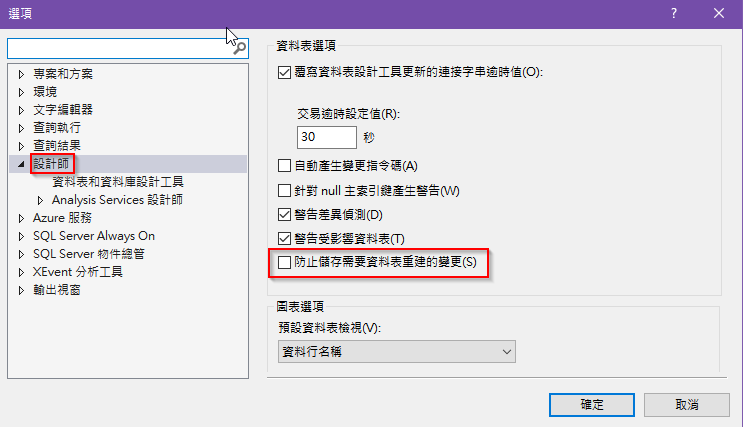 選項
?
專案和方案
環境
文字編輯器
查詢執行
查詢結果
設計師
資料表和資料庫設計工具
Analysis Services 設計師
Azure 服務
SQL Server Always On
SQL Server 物件總管
XEvent 分析工具
輸出視窗
資料表選項
覆寫資料表設計工具更新的連接字串逾時值(O):
交易逾時設定值(R):
30 秒
自動產生變更指令碼(A)
針對 null 主索引鍵產生警告(W)
警告差異偵測(D)
警告受影響資料表(T)
防止儲存需要資料表重建的變更(S)
圖表選項
預設資料表檢視(V):
資料行名稱
確定
取消